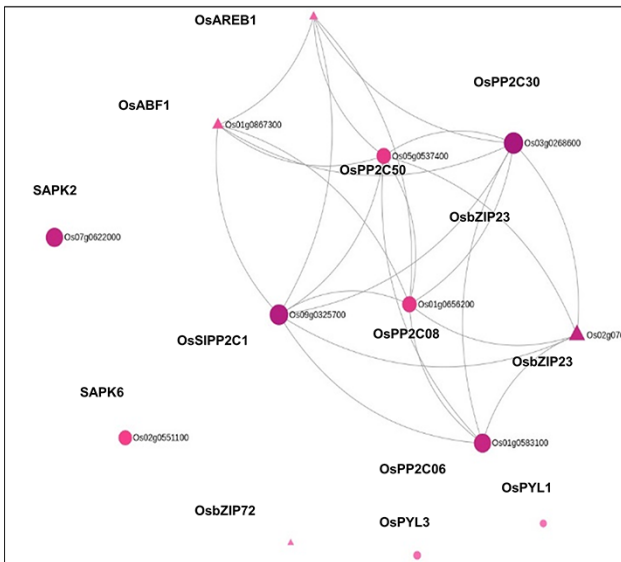 OsAREB1
OsPP2C30
OsABF1
Os01g0867300
Os03g0268600
Os05g0537400
OsPP2C50
SAPK2
OsbZIP23
Os07g0622000
Os01g0656200
Os09g0325700
OsPP2C08
OsSIPP2C1
Os02g076
OsbZIP23
SAPK6
Os02g0551100
Os01g0583100
OsPP2C06
OsPYL1
OsbZIP72
OsPYL3